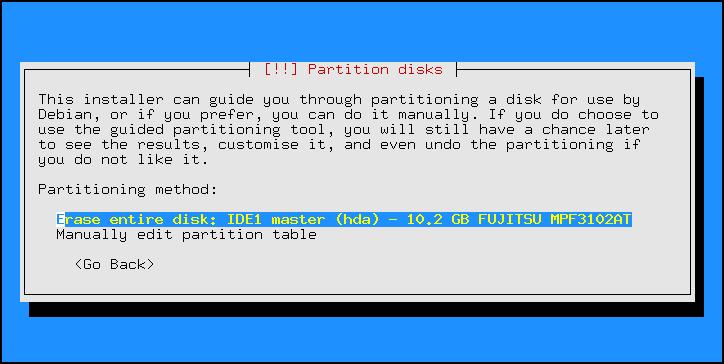 [!!] Partition disks
This installer can guide you through partitioning a disk for use by
Debian, or if you prefer, you can do it manually. If you do choose to
use the guided partitioning tool, you will still have a chance later
to see the results, customise it, and even undo the partitioning if
you do not like it.
Partitioning method:
Erase entire disk: IDE1 master (hda) - 10.2 GB FUJITSU MPF3102AT
Manually edit partition table
<Go Back>